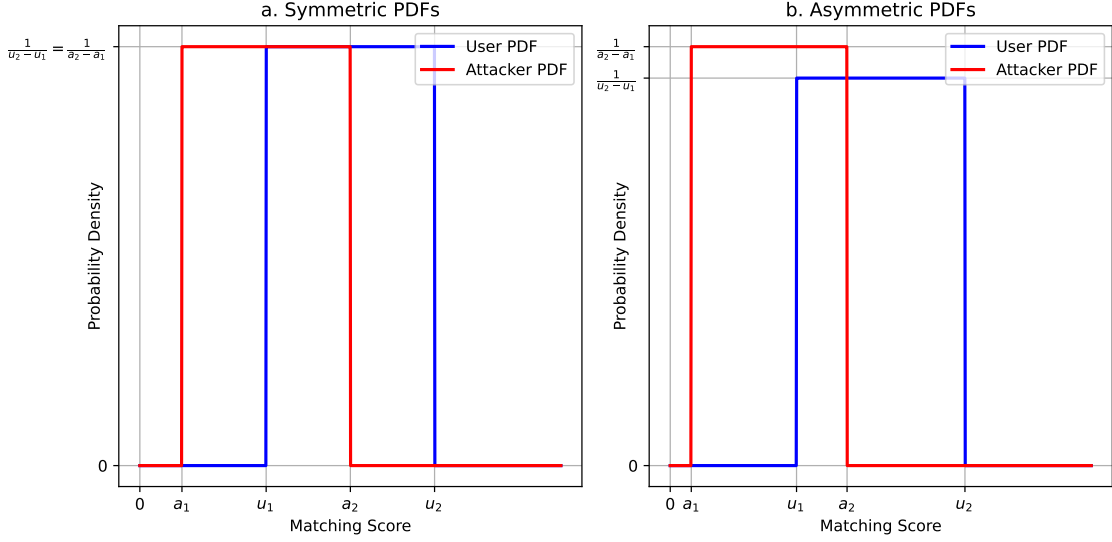 a. Symmetric PDFs
1/(u₂ − u₁) = 1/(a₂ − a₁)
User PDF
Attacker PDF
Probability Density
0
0 a₁ u₁ a₂ u₂
Matching Score
b. Asymmetric PDFs
1/(a₂ − a₁)
1/(u₂ − u₁)
User PDF
Attacker PDF
Probability Density
0
0 a₁ u₁ a₂ u₂
Matching Score